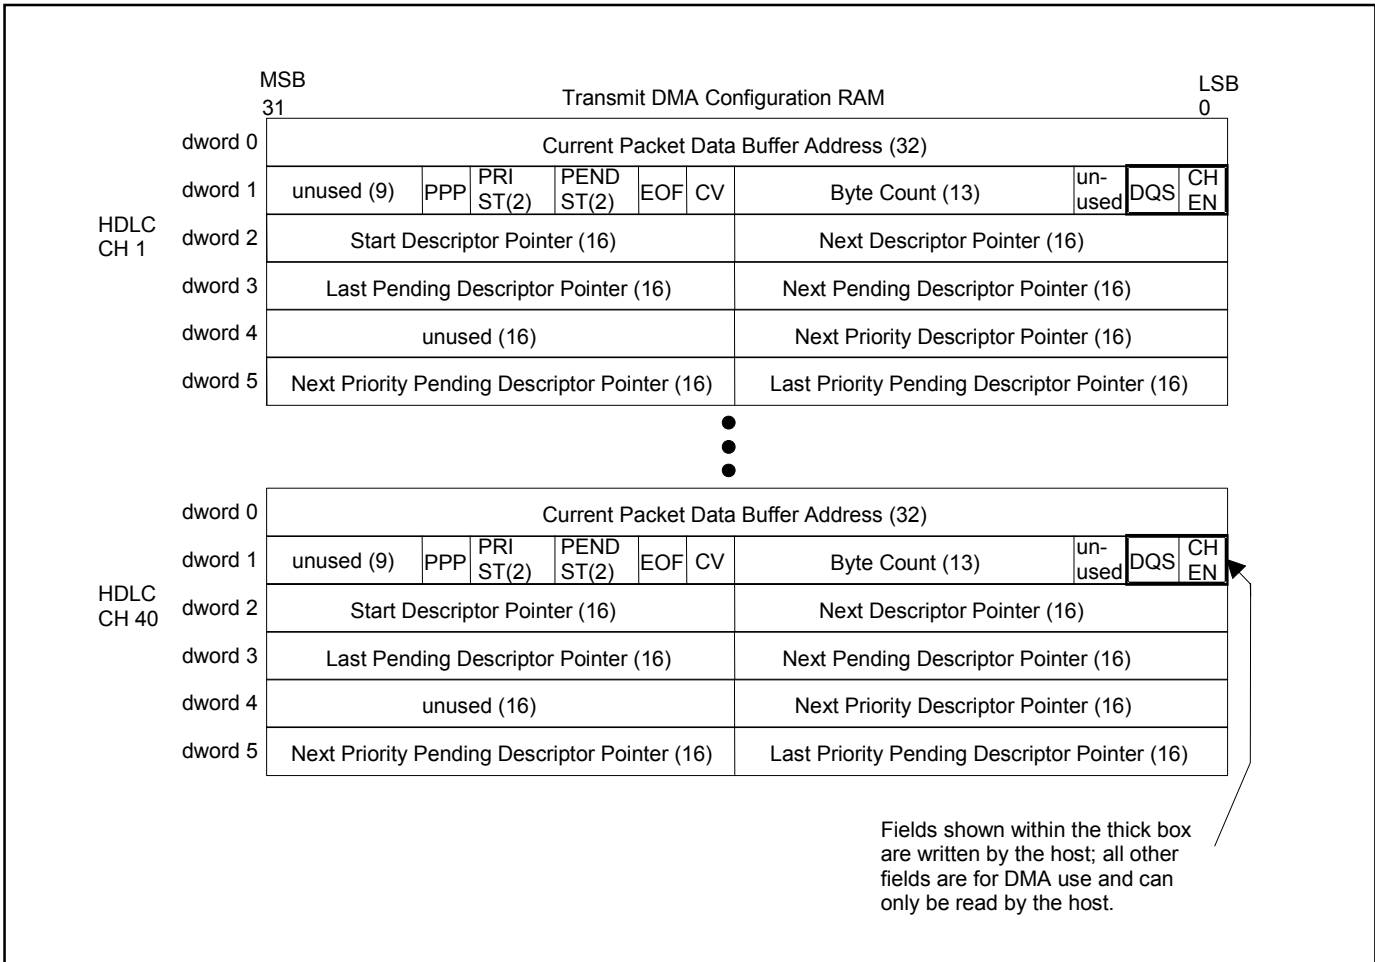 MSB
31
Transmit DMA Configuration RAM
LSB
0
dword 0
Current Packet Data Buffer Address (32)
dword 1
unused (9)
PPP
PRI
ST(2)
PEND
ST(2)
EOF
CV
Byte Count (13)
un-
used
DQS
CH
EN
HDLC
CH 1
dword 2
Start Descriptor Pointer (16)
Next Descriptor Pointer (16)
dword 3
Last Pending Descriptor Pointer (16)
Next Pending Descriptor Pointer (16)
dword 4
unused (16)
Next Priority Descriptor Pointer (16)
dword 5
Next Priority Pending Descriptor Pointer (16)
Last Priority Pending Descriptor Pointer (16)
dword 0
Current Packet Data Buffer Address (32)
dword 1
unused (9)
PPP
PRI
ST(2)
PEND
ST(2)
EOF
CV
Byte Count (13)
un-
used
DQS
CH
EN
HDLC
CH 40
dword 2
Start Descriptor Pointer (16)
Next Descriptor Pointer (16)
dword 3
Last Pending Descriptor Pointer (16)
Next Pending Descriptor Pointer (16)
dword 4
unused (16)
Next Priority Descriptor Pointer (16)
dword 5
Next Priority Pending Descriptor Pointer (16)
Last Priority Pending Descriptor Pointer (16)
Fields shown within the thick box
are written by the host; all other
fields are for DMA use and can
only be read by the host.